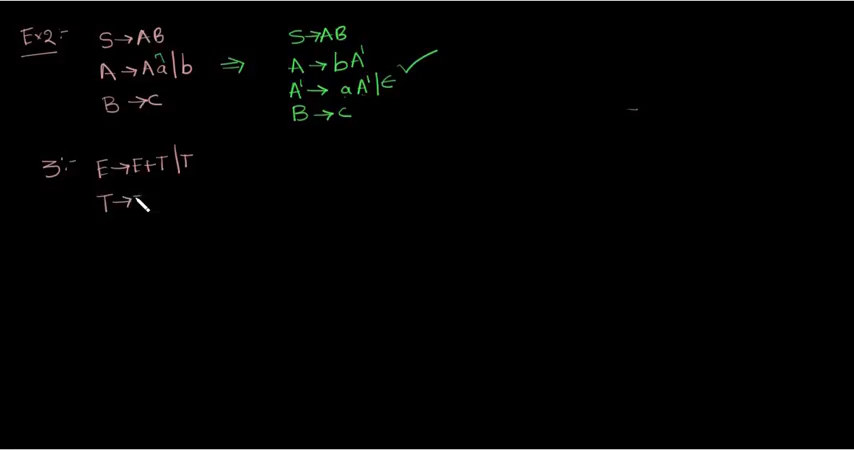 Ex2:- S→AB
A→Aa|b ⇒
B→C
S→AB
A→bA'
A'→aA'|ϵ
B→C
3:- E→E+T|T
T→